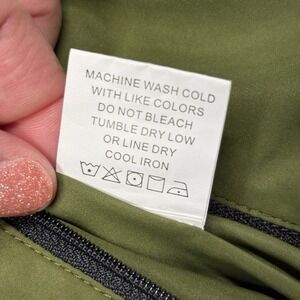 MACHINE WASH COLD
WITH LIKE COLORS
DO NOT BLEACH
TUMBLE DRY LOW
OR LINE DRY
COOL IRON